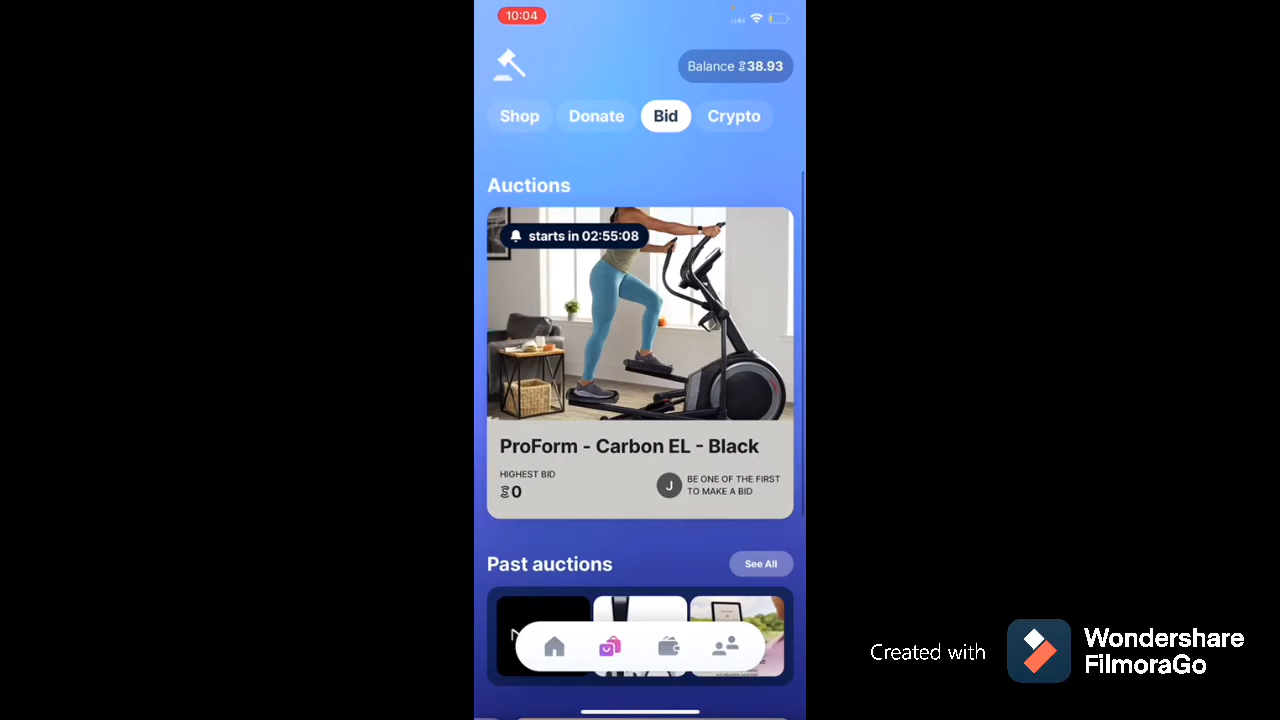 10:04
Balance 38.93
Shop Donate Bid Crypto
Auctions
starts in 02:55:08
ProForm - Carbon EL - Black
HIGHEST BID
0
J
BE ONE OF THE FIRST
TO MAKE A BID
Past auctions
See All
Created with
Wondershare
FilmoraGo